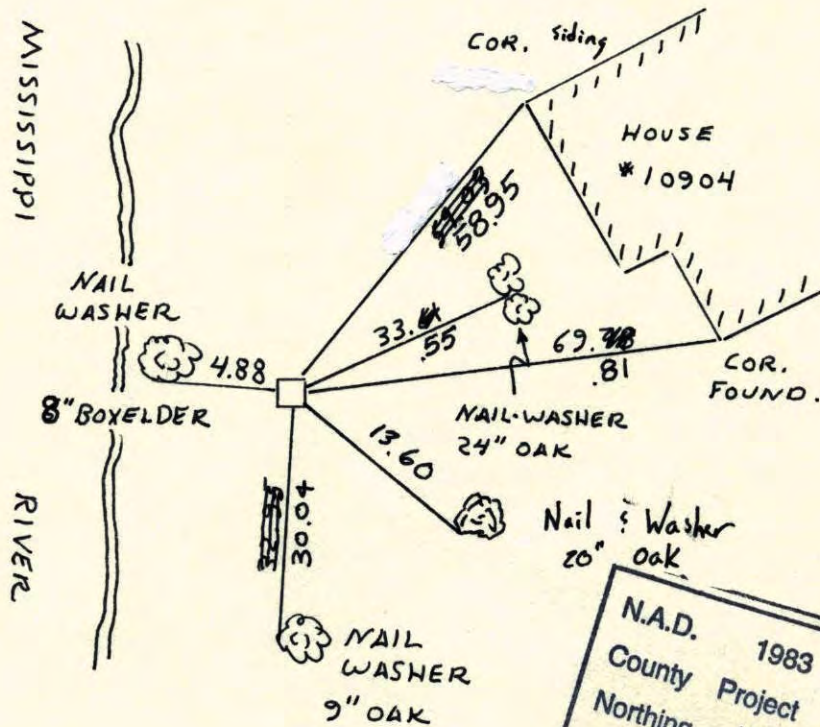 MISSISSIPPI
RIVER
COR. siding
HOUSE
*10904
58.95
NAIL
WASHER
4.88
8" BOXELDER
33.
.55
69.
.81
COR.
FOUND.
NAIL-WASHER
24" OAK
13.60
Nail & Washer
20" Oak
30.04
NAIL
WASHER
9" OAK
N.A.D. 1983
County Project
Northing